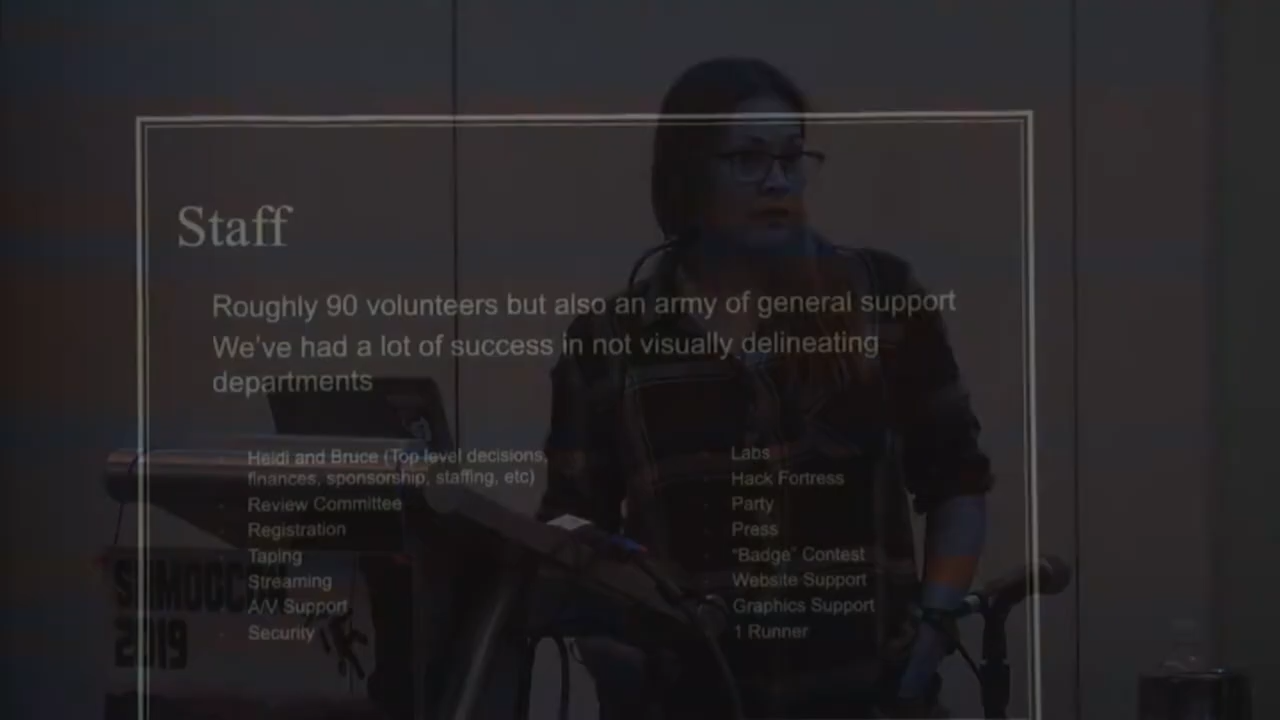 Staff
Roughly 90 volunteers but also an army of general support
We've had a lot of success in not visually delineating
departments
Heidi and Bruce (Top level decisions,
finances, sponsorship, staffing, etc)
Review Committee
Registration
Taping
Streaming
A/V Support
Security
Labs
Hack Fortress
Party
Press
"Badge" Contest
Website Support
Graphics Support
1 Runner
SHMOOCON
2019